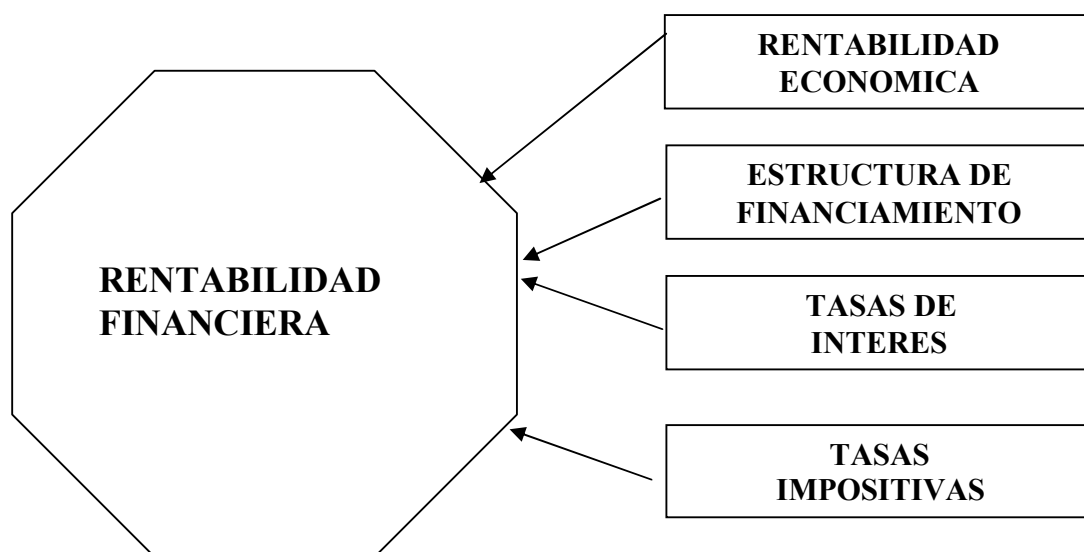 RENTABILIDAD
ECONOMICA
ESTRUCTURA DE
FINANCIAMIENTO
RENTABILIDAD
FINANCIERA
TASAS DE
INTERES
TASAS
IMPOSITIVAS